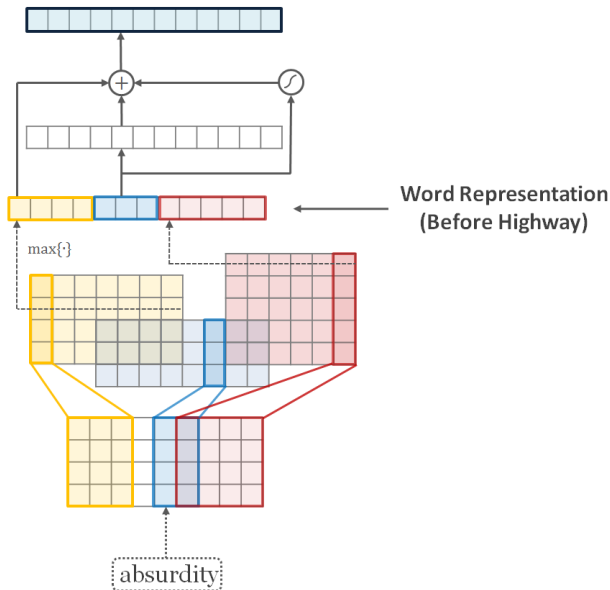 +
Word Representation
(Before Highway)
max{·}
absurdity